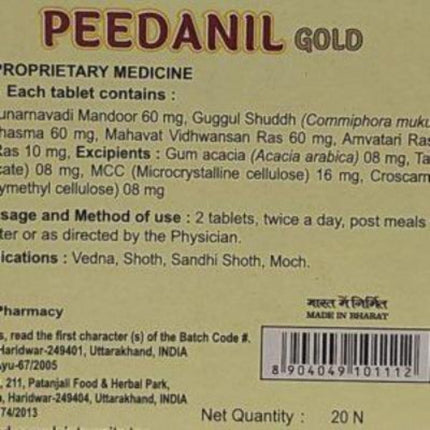 PEEDANIL GOLD
PROPRIETARY MEDICINE
Each tablet contains :
unarnavadi Mandoor 60 mg, Guggul Shuddh (Commiphora muku
hasma 60 mg, Mahavat Vidhwansan Ras 60 mg, Amvatari Ras
Ras 10 mg, Excipients : Gum acacia (Acacia arabica) 08 mg, Ta
cate) 08 mg, MCC (Microcrystalline cellulose) 16 mg, Croscarm
ymethyl cellulose) 08 mg
sage and Method of use : 2 tablets, twice a day, post meals
ter or as directed by the Physician.
ications : Vedna, Shoth, Sandhi Shoth, Moch.
Pharmacy
s, read the first character (s) of the Batch Code #.
Haridwar-249401, Uttarakhand, INDIA
Ayu-67/2005
, 211, Patanjali Food & Herbal Park,
a, Haridwar-249404, Uttarakhand, INDIA
74/2013
भारत में निर्मित
MADE IN BHARAT
8 904049 101112
Net Quantity : 20 N